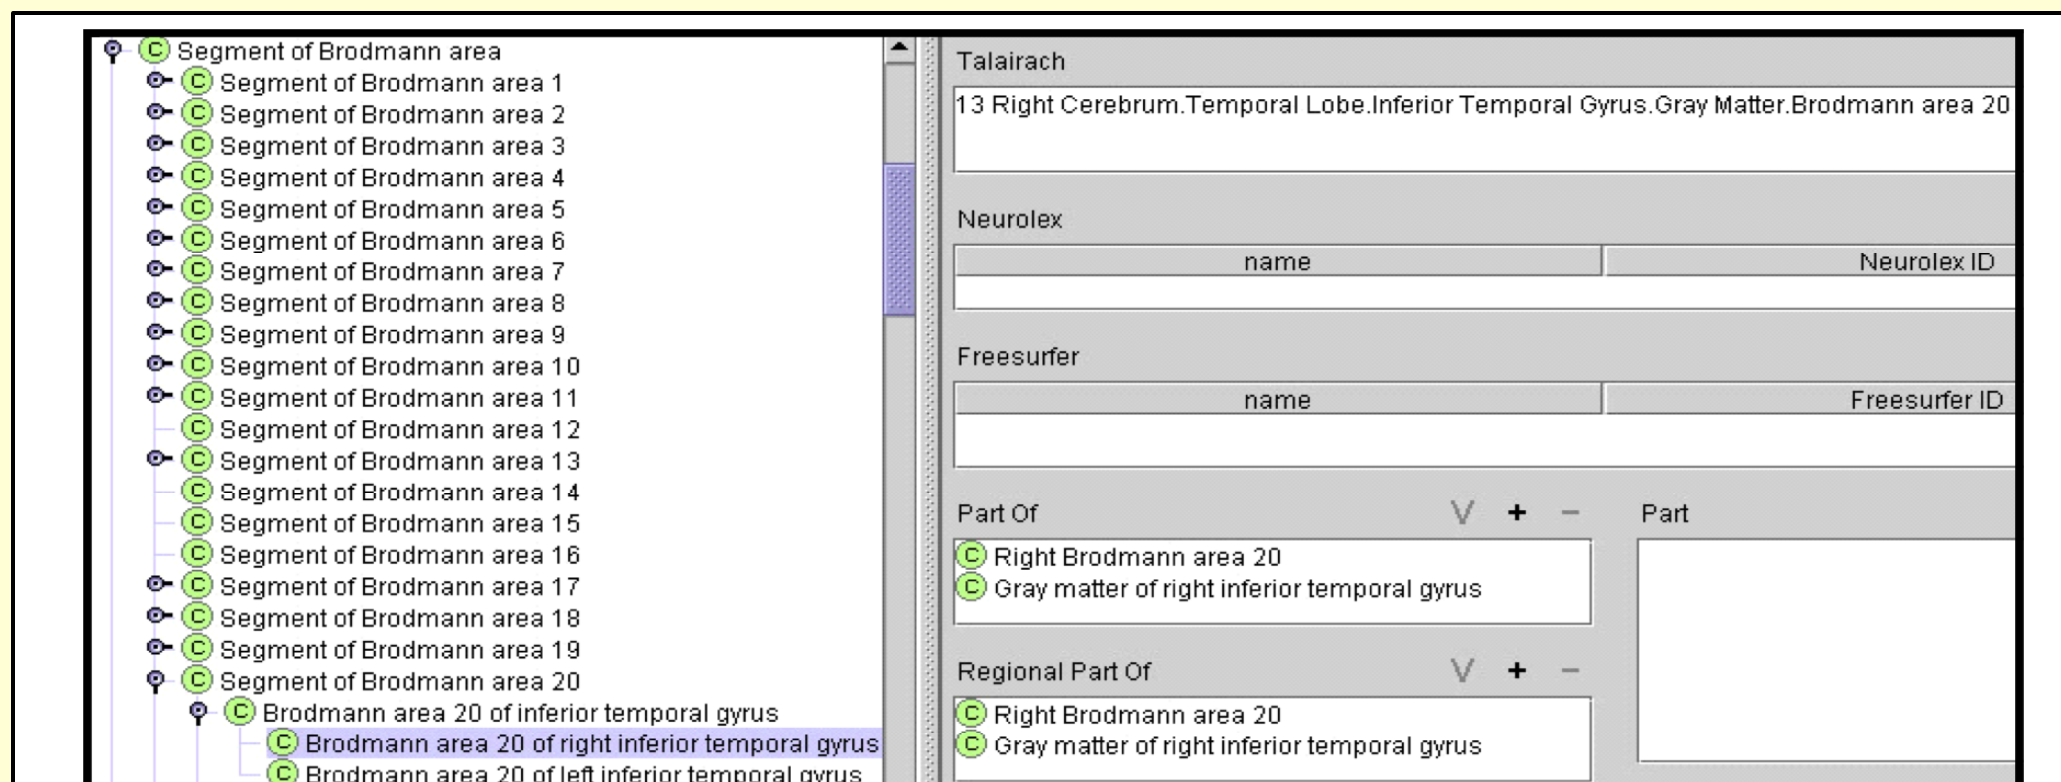 Segment of Brodmann area
Segment of Brodmann area 1
Segment of Brodmann area 2
Segment of Brodmann area 3
Segment of Brodmann area 4
Segment of Brodmann area 5
Segment of Brodmann area 6
Segment of Brodmann area 7
Segment of Brodmann area 8
Segment of Brodmann area 9
Segment of Brodmann area 10
Segment of Brodmann area 11
Segment of Brodmann area 12
Segment of Brodmann area 13
Segment of Brodmann area 14
Segment of Brodmann area 15
Segment of Brodmann area 16
Segment of Brodmann area 17
Segment of Brodmann area 18
Segment of Brodmann area 19
Segment of Brodmann area 20
Brodmann area 20 of inferior temporal gyrus
Brodmann area 20 of right inferior temporal gyrus
Brodmann area 20 of left inferior temporal gyrus
Talairach
13 Right Cerebrum.Temporal Lobe.Inferior Temporal Gyrus.Gray Matter.Brodmann area 20
Neurolex
name Neurolex ID
Freesurfer
name Freesurfer ID
Part Of V + −
Right Brodmann area 20
Gray matter of right inferior temporal gyrus
Regional Part Of V + −
Right Brodmann area 20
Gray matter of right inferior temporal gyrus
Part